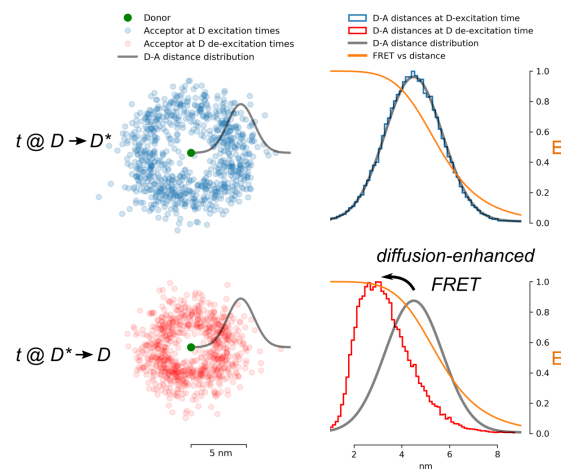 Donor
Acceptor at D excitation times
Acceptor at D de-excitation times
D-A distance distribution
D-A distances at D-excitation time
D-A distances at D de-excitation time
D-A distance distribution
FRET vs distance
t @ D → D*
1.0
0.8
0.6
0.4
0.2
0.0
E
diffusion-enhanced
FRET
t @ D* → D
1.0
0.8
0.6
0.4
0.2
0.0
E
5 nm
2 4 6 8
nm